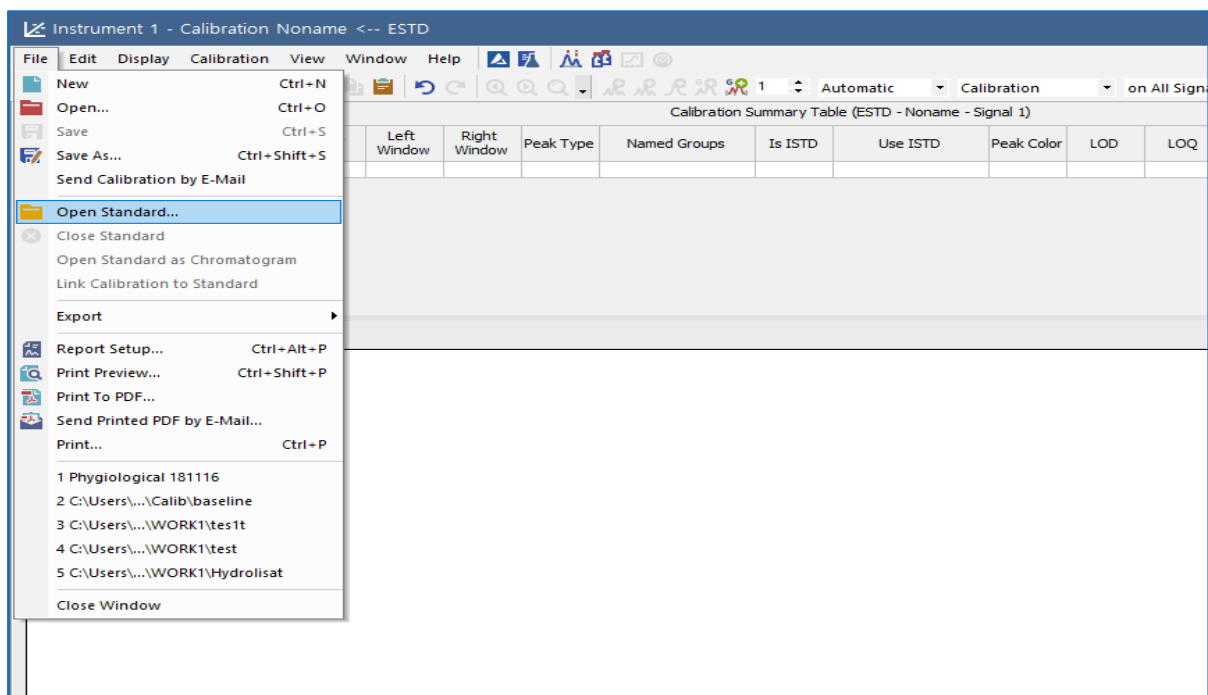 Instrument 1 - Calibration Noname <-- ESTD
File Edit Display Calibration View Window Help
1 Automatic Calibration on All Sign
Calibration Summary Table (ESTD - Noname - Signal 1)
Left Window Right Window Peak Type Named Groups Is ISTD Use ISTD Peak Color LOD LOQ
New Ctrl+N
Open... Ctrl+O
Save Ctrl+S
Save As... Ctrl+Shift+S
Send Calibration by E-Mail
Open Standard...
Close Standard
Open Standard as Chromatogram
Link Calibration to Standard
Export
Report Setup... Ctrl+Alt+P
Print Preview... Ctrl+Shift+P
Print To PDF...
Send Printed PDF by E-Mail...
Print... Ctrl+P
1 Phygiological 181116
2 C:\Users\...\Calib\baseline
3 C:\Users\...\WORK1\tes1t
4 C:\Users\...\WORK1\test
5 C:\Users\...\WORK1\Hydrolisat
Close Window